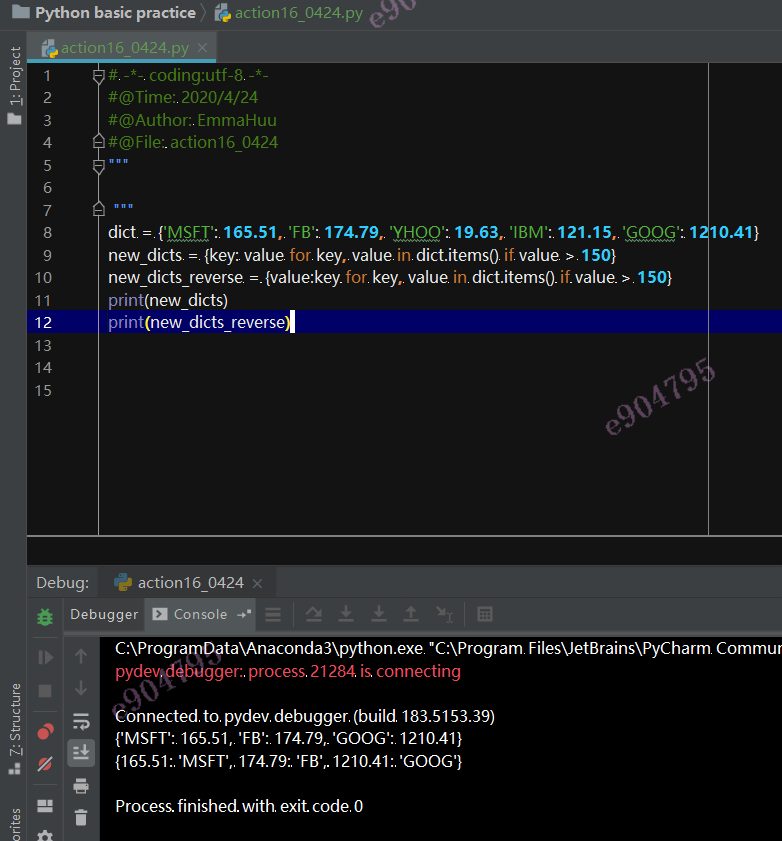 Python basic practice
action16_0424.py
e90
action16_0424.py
1: Project
1 # -*- coding:utf-8 -*-
2 #@Time: 2020/4/24
3 #@Author: EmmaHuu
4 #@File: action16_0424
5 """
6
7 """
8 dict = {'MSFT': 165.51, 'FB': 174.79, 'YHOO': 19.63, 'IBM': 121.15, 'GOOG': 1210.41}
9 new_dicts = {key: value for key, value in dict.items() if value > 150}
10 new_dicts_reverse = {value:key for key, value in dict.items() if value > 150}
11 print(new_dicts)
12 print(new_dicts_reverse)
13
14
15
e904795
Debug:
action16_0424
Debugger
Console
C:\ProgramData\Anaconda3\python.exe "C:\Program Files\JetBrains\PyCharm Commu
pydev debugger: process 21284 is connecting
e904795
Connected to pydev debugger (build 183.5153.39)
{'MSFT': 165.51, 'FB': 174.79, 'GOOG': 1210.41}
{165.51: 'MSFT', 174.79: 'FB', 1210.41: 'GOOG'}
Process finished with exit code 0
7: Structure
orites